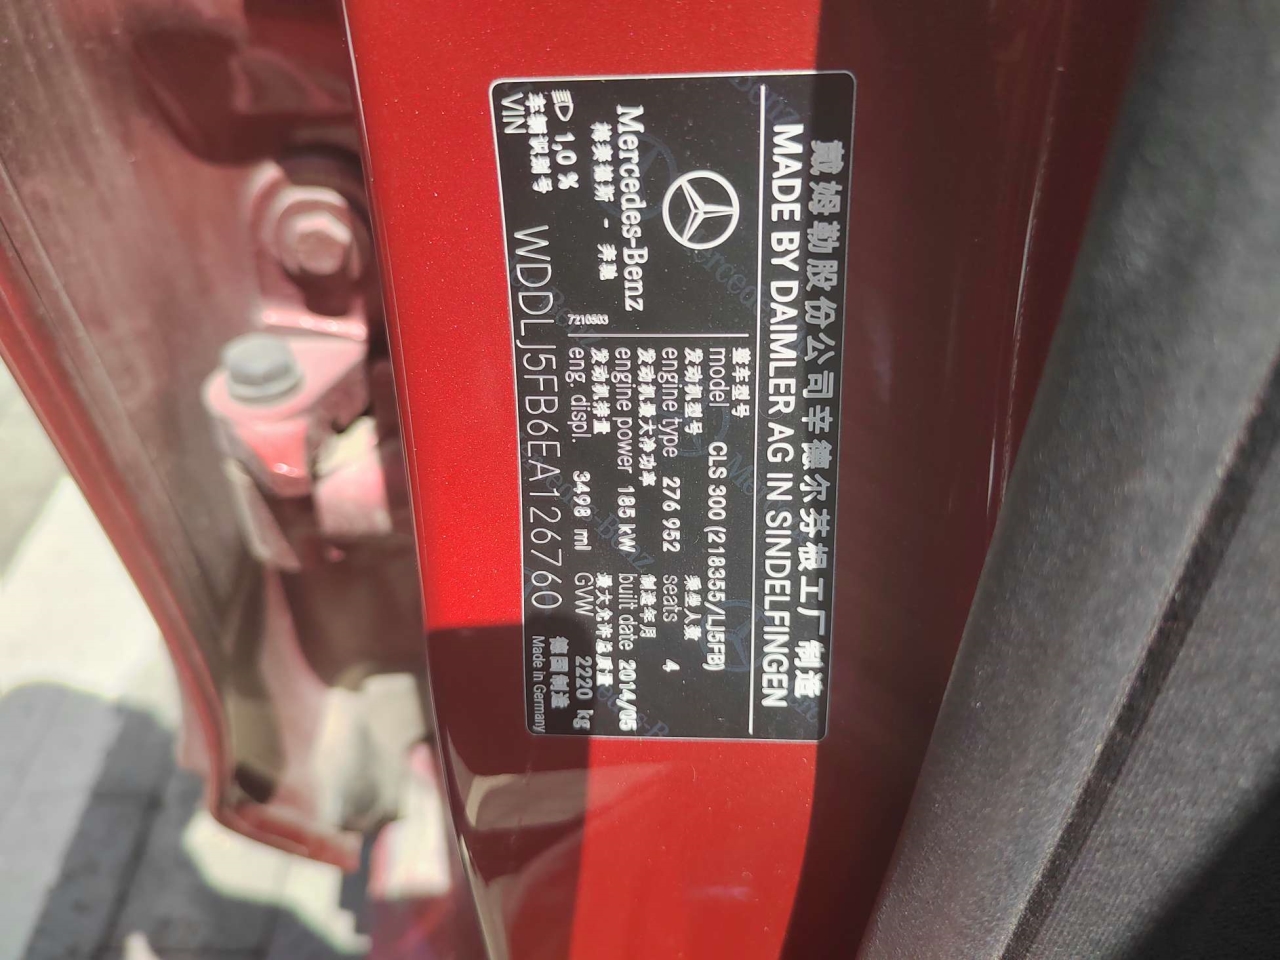 戴姆勒股份公司辛德尔芬根工厂制造
MADE BY DAIMLER AG IN SINDELFINGEN
Mercedes-Benz
梅赛德斯 - 奔驰
7210503
1,0 %
整车型号
model CLS 300 (218355/LJ5FB)
发动机型号 乘坐人数
engine type 276 952 seats 4
发动机最大净功率 制造年月
engine power 185 kW built date 2014/05
发动机排量 最大允许总质量
eng. displ. 3498 ml GVW 2220 kg
车辆识别号 德国制造
VIN WDDLJ5FB6EA126760 Made in Germany